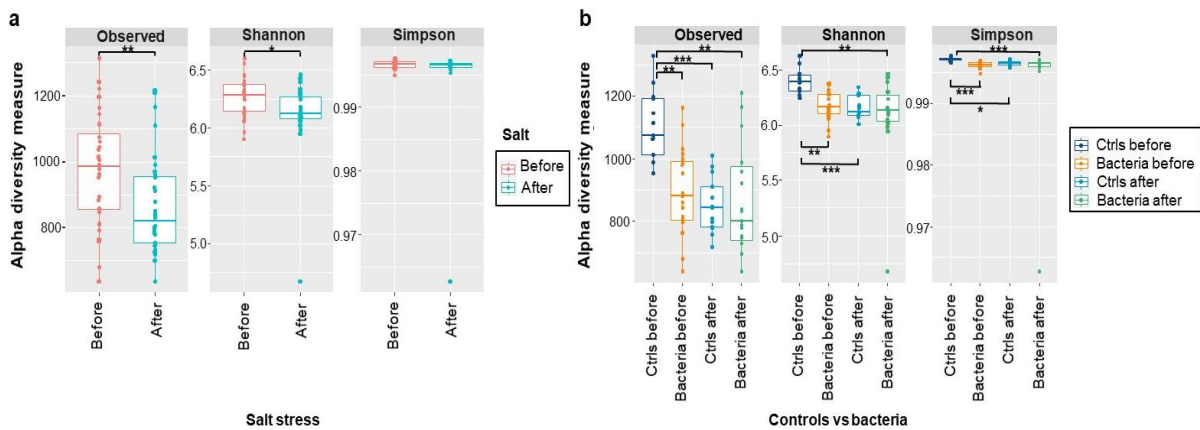 a
Observed
Shannon
Simpson
Alpha diversity measure
**
*
1200
1000
800
6.5
6.0
5.5
5.0
0.99
0.98
0.97
Before
After
Before
After
Before
After
Salt stress
Salt
Before
After
b
Observed
Shannon
Simpson
Alpha diversity measure
**
***
**
**
**
***
***
***
*
1200
1000
800
6.5
6.0
5.5
5.0
0.99
0.98
0.97
Ctrls before
Bacteria before
Ctrls after
Bacteria after
Ctrls before
Bacteria before
Ctrls after
Bacteria after
Ctrls before
Bacteria before
Ctrls after
Bacteria after
Controls vs bacteria
Ctrl before
Bacteria before
Ctrls after
Bacteria after